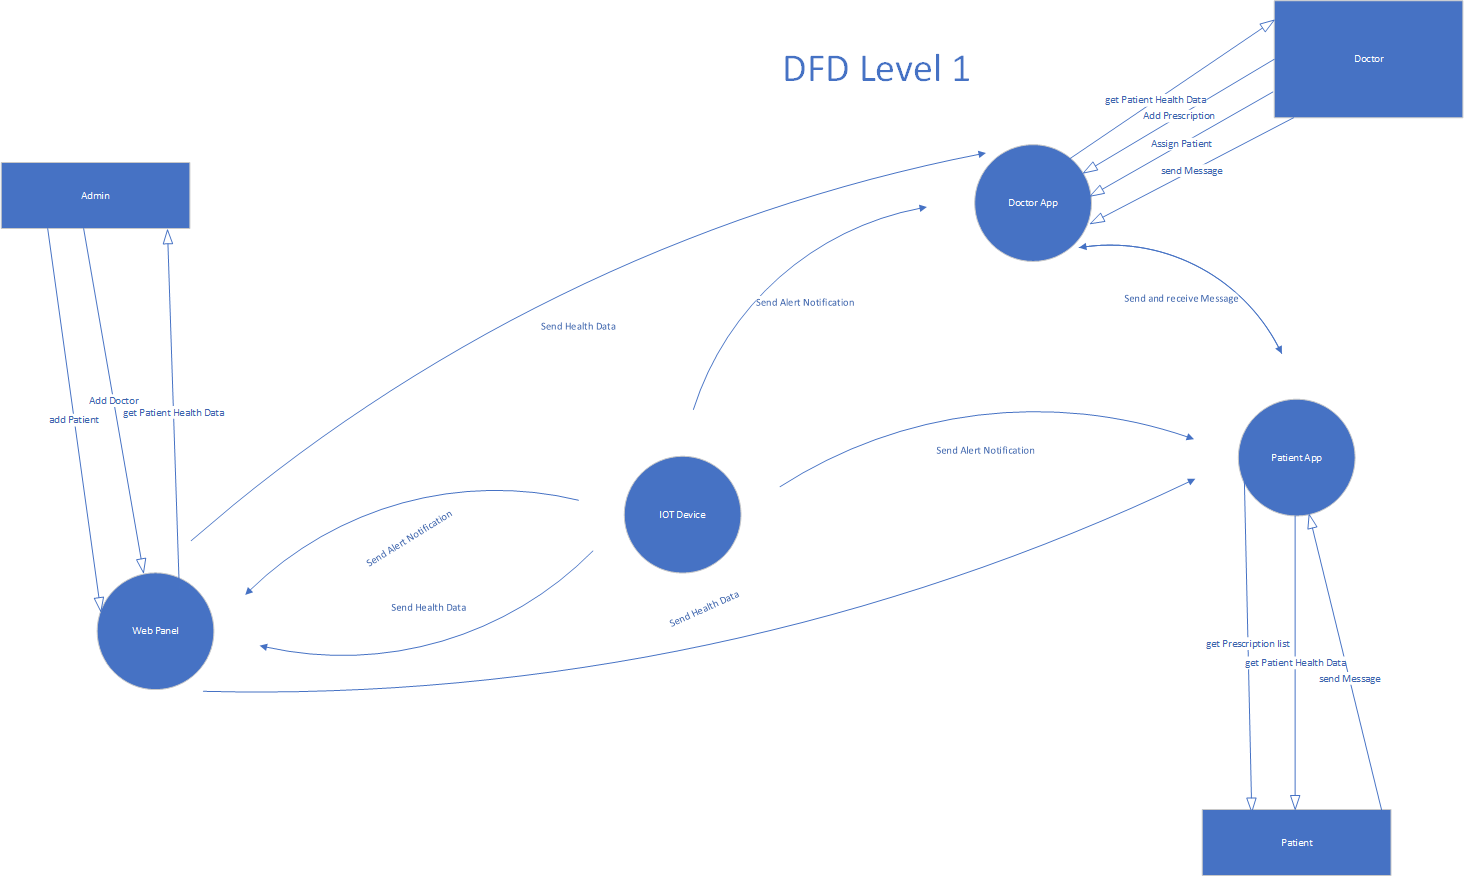 DFD Level 1
Doctor
get Patient Health Data
Add Prescription
Assign Patient
send Message
Admin
Doctor App
Send and receive Message
Send Alert Notification
Send Health Data
Add Doctor
get Patient Health Data
add Patient
Send Alert Notification
Patient App
IOT Device
Send Alert Notification
Send Health Data
Send Health Data
Web Panel
get Prescription list
get Patient Health Data
send Message
Patient